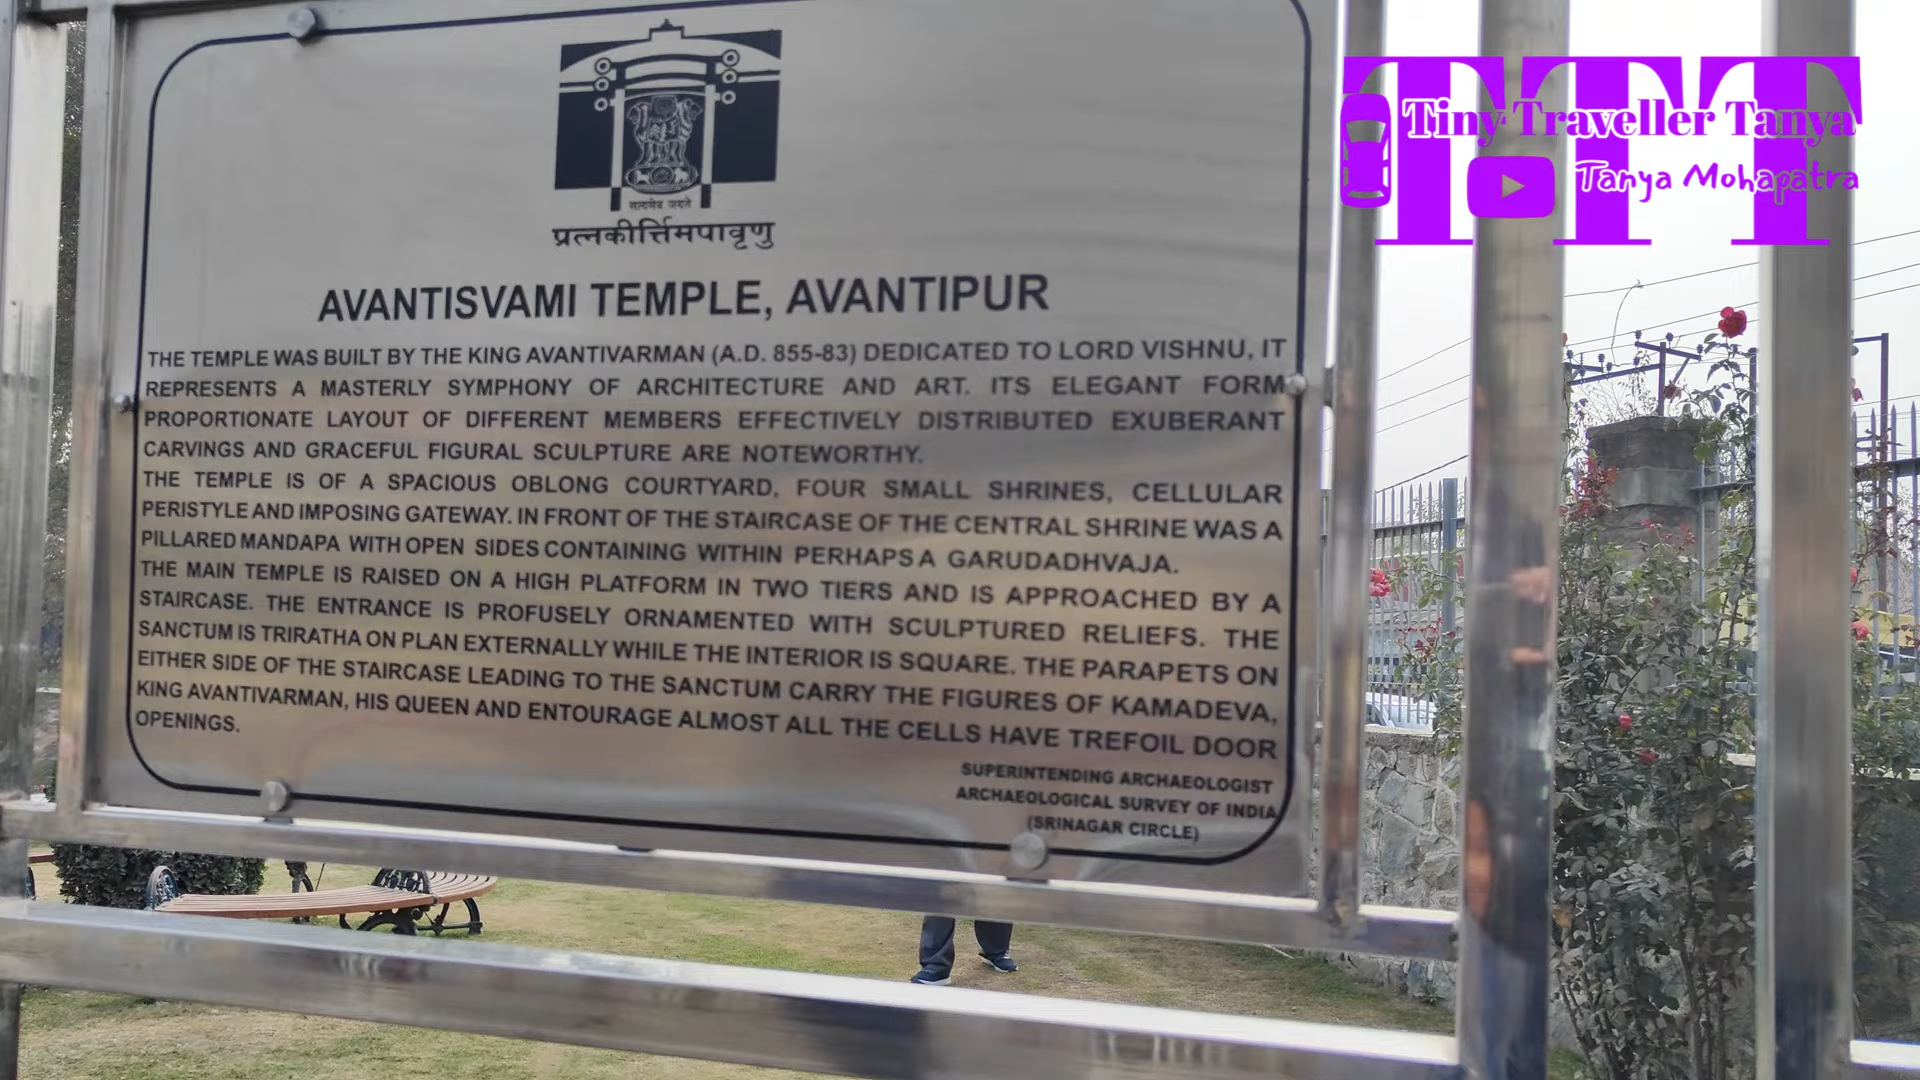 सत्यमेव जयते
प्रत्नकीर्त्तिमपावृणु
AVANTISVAMI TEMPLE, AVANTIPUR
THE TEMPLE WAS BUILT BY THE KING AVANTIVARMAN (A.D. 855-83) DEDICATED TO LORD VISHNU, IT
REPRESENTS A MASTERLY SYMPHONY OF ARCHITECTURE AND ART. ITS ELEGANT FORM
PROPORTIONATE LAYOUT OF DIFFERENT MEMBERS EFFECTIVELY DISTRIBUTED EXUBERANT
CARVINGS AND GRACEFUL FIGURAL SCULPTURE ARE NOTEWORTHY.
THE TEMPLE IS OF A SPACIOUS OBLONG COURTYARD, FOUR SMALL SHRINES, CELLULAR
PERISTYLE AND IMPOSING GATEWAY. IN FRONT OF THE STAIRCASE OF THE CENTRAL SHRINE WAS A
PILLARED MANDAPA WITH OPEN SIDES CONTAINING WITHIN PERHAPS A GARUDADHVAJA.
THE MAIN TEMPLE IS RAISED ON A HIGH PLATFORM IN TWO TIERS AND IS APPROACHED BY A
STAIRCASE. THE ENTRANCE IS PROFUSELY ORNAMENTED WITH SCULPTURED RELIEFS. THE
SANCTUM IS TRIRATHA ON PLAN EXTERNALLY WHILE THE INTERIOR IS SQUARE. THE PARAPETS ON
EITHER SIDE OF THE STAIRCASE LEADING TO THE SANCTUM CARRY THE FIGURES OF KAMADEVA,
KING AVANTIVARMAN, HIS QUEEN AND ENTOURAGE ALMOST ALL THE CELLS HAVE TREFOIL DOOR
OPENINGS.
SUPERINTENDING ARCHAEOLOGIST
ARCHAEOLOGICAL SURVEY OF INDIA
(SRINAGAR CIRCLE)
TTT
Tiny Traveller Tanya
Tanya Mohapatra